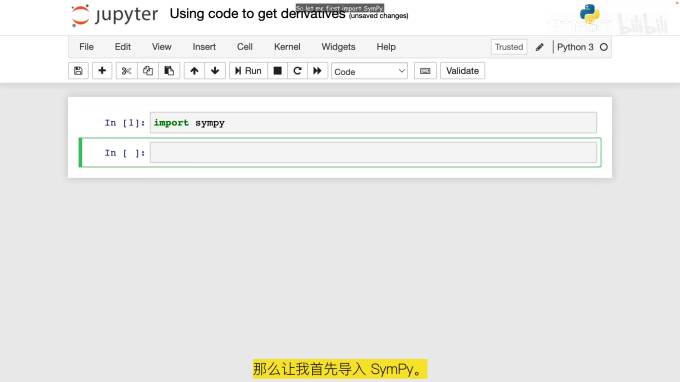 So let me first import SymPy.
jupyter Using code to get derivatives (unsaved changes)
bilibili
File Edit View Insert Cell Kernel Widgets Help Trusted Python 3
Run Code Validate
In [1]: import sympy
In [ ]:
那么让我首先导入 SymPy。